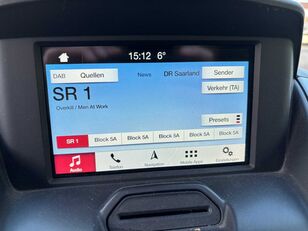 15:12 6°
DAB Quellen News DR Saarland Sender
SR 1
Verkehr (TA)
Overkill / Men At Work
Presets
SR 1 Block 5A Block 5A Block 5A Block 5A Block 5A
Audio Telefon Navigation Mobile Apps Einstellungen